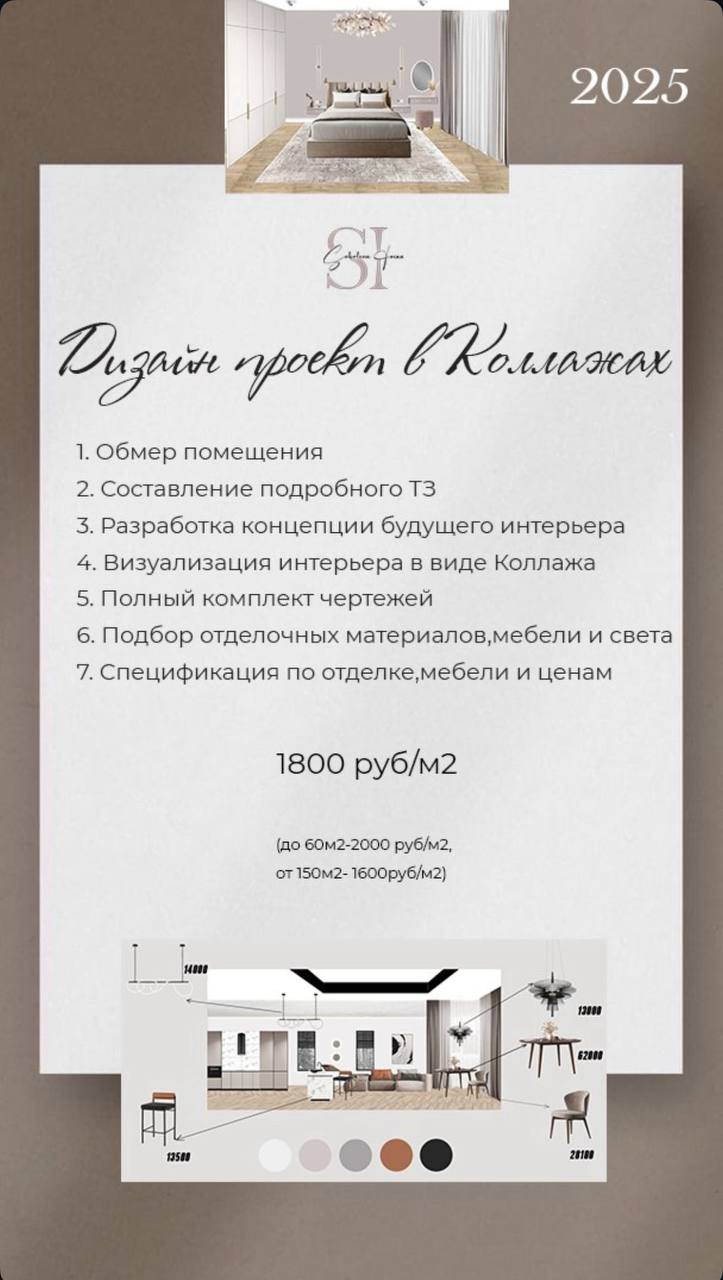 2025
SI
Дизайн проект в Коллажах
1. Обмер помещения
2. Составление подробного ТЗ
3. Разработка концепции будущего интерьера
4. Визуализация интерьера в виде Коллажа
5. Полный комплект чертежей
6. Подбор отделочных материалов,мебели и света
7. Спецификация по отделке,мебели и ценам
1800 руб/м2
(до 60м2-2000 руб/м2,
от 150м2- 1600руб/м2)
14000
13000
62000
13500
20100